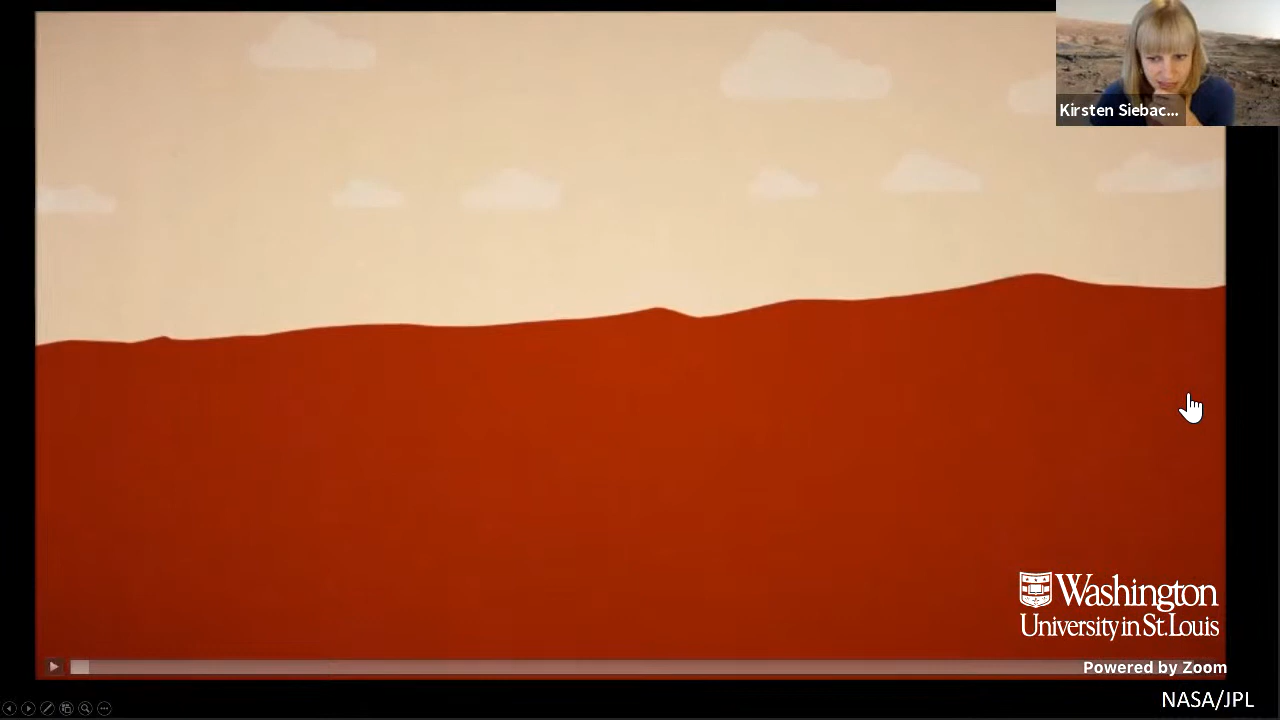 Kirsten Siebac...
Washington
University in St. Louis
Powered by Zoom
NASA/JPL